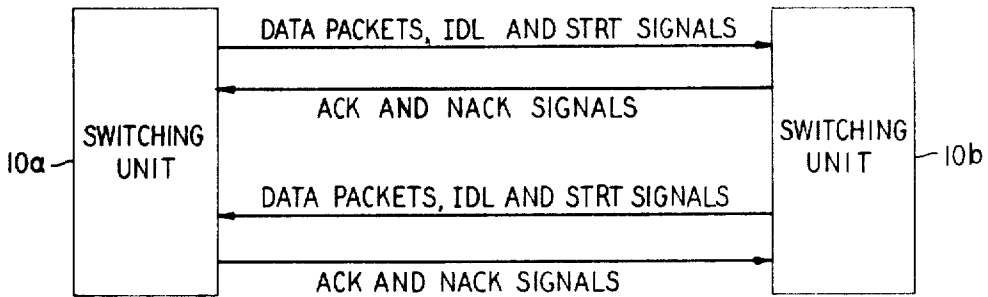 DATA PACKETS, IDL AND STRT SIGNALS
ACK AND NACK SIGNALS
SWITCHING
UNIT
10a
SWITCHING
UNIT
10b
DATA PACKETS, IDL AND STRT SIGNALS
ACK AND NACK SIGNALS